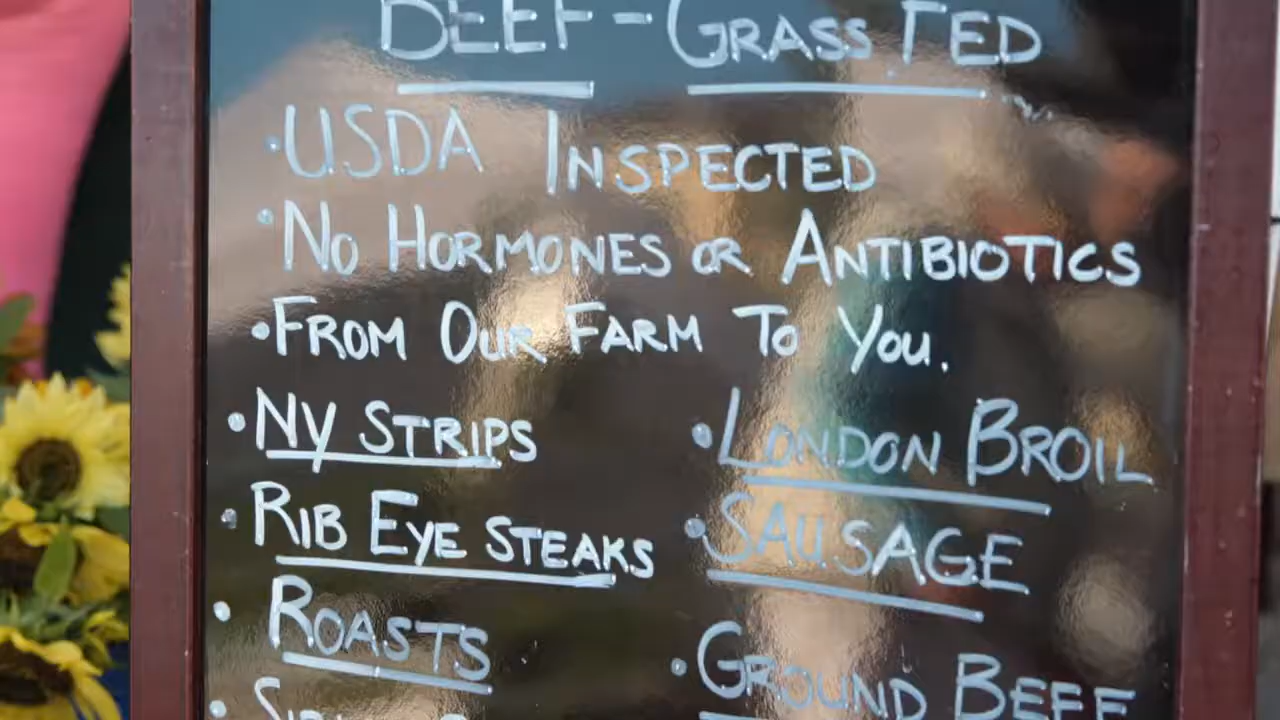 BEEF - GRASS FED
• USDA INSPECTED
• NO HORMONES OR ANTIBIOTICS
• FROM OUR FARM TO YOU.
• NY STRIPS
• RIB EYE STEAKS
• ROASTS
• LONDON BROIL
• SAUSAGE
• GROUND BEEF